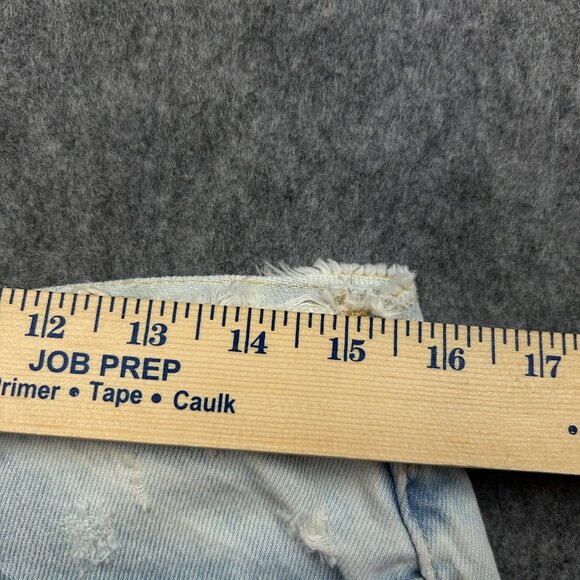 12 13 14 15 16 17
JOB PREP
Primer • Tape • Caulk